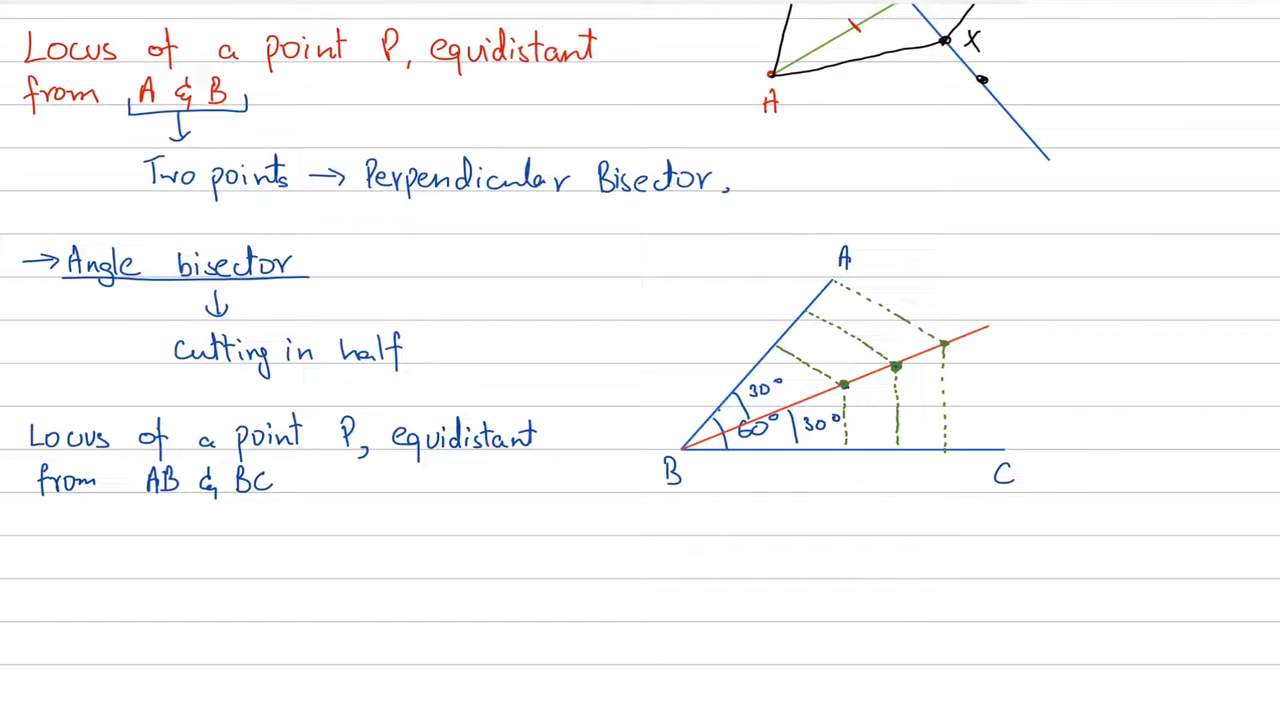 Locus of a point P, equidistant
from A & B
Two points → Perpendicular Bisector.
→ Angle bisector
Cutting in half
Locus of a point P, equidistant
from AB & BC
X
A
A
30°
60° 30°
B
C